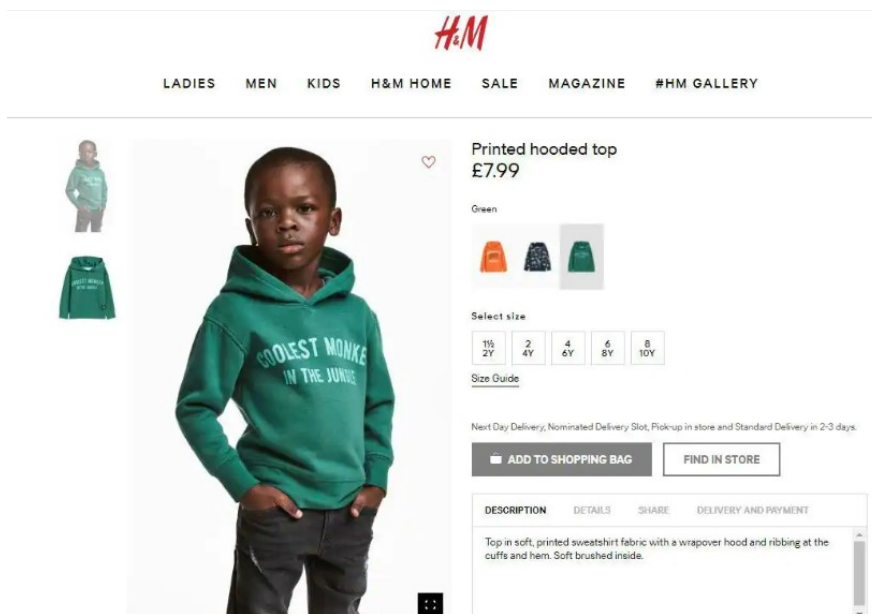 H&M
LADIES MEN KIDS H&M HOME SALE MAGAZINE #HM GALLERY
Printed hooded top
£7.99
Green
COOLEST MONKE
IN THE JUNGLE
Select size
1½ 2 4 6 8
2Y 4Y 6Y 8Y 10Y
Size Guide
Next Day Delivery, Nominated Delivery Slot, Pick-up in store and Standard Delivery in 2-3 days.
ADD TO SHOPPING BAG FIND IN STORE
DESCRIPTION DETAILS SHARE DELIVERY AND PAYMENT
Top in soft, printed sweatshirt fabric with a wrapover hood and ribbing at the
cuffs and hem. Soft brushed inside.